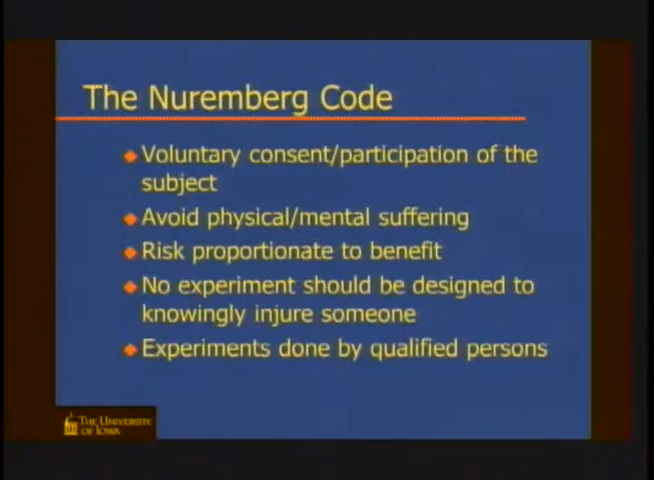 The Nuremberg Code
Voluntary consent/participation of the
subject
Avoid physical/mental suffering
Risk proportionate to benefit
No experiment should be designed to
knowingly injure someone
Experiments done by qualified persons
THE UNIVERSITY
OF IOWA